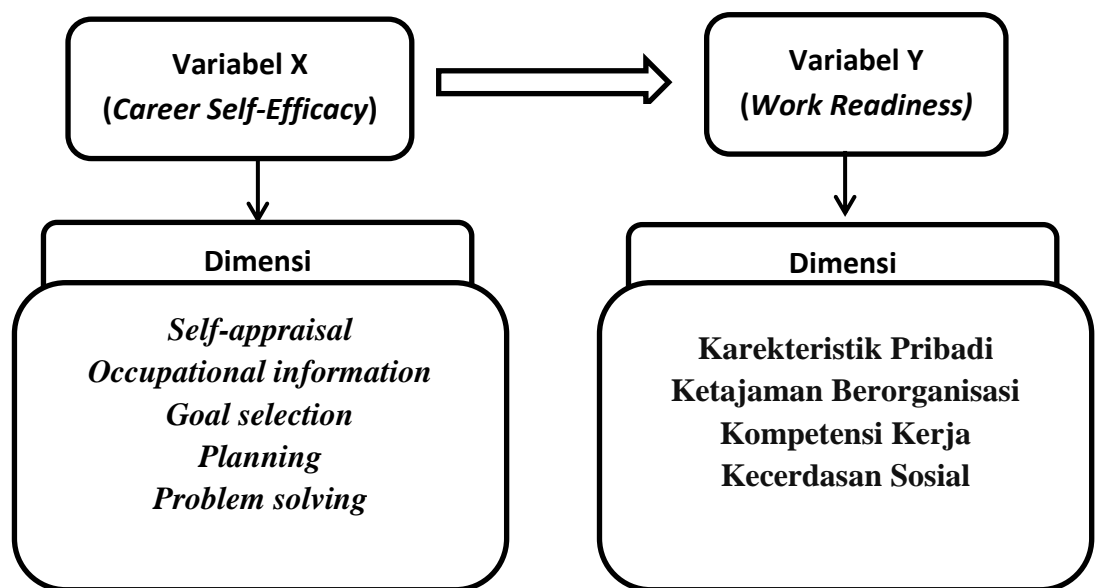 Variabel X
(Career Self-Efficacy)
Variabel Y
(Work Readiness)
Dimensi
Self-appraisal
Occupational information
Goal selection
Planning
Problem solving
Dimensi
Karekteristik Pribadi
Ketajaman Berorganisasi
Kompetensi Kerja
Kecerdasan Sosial